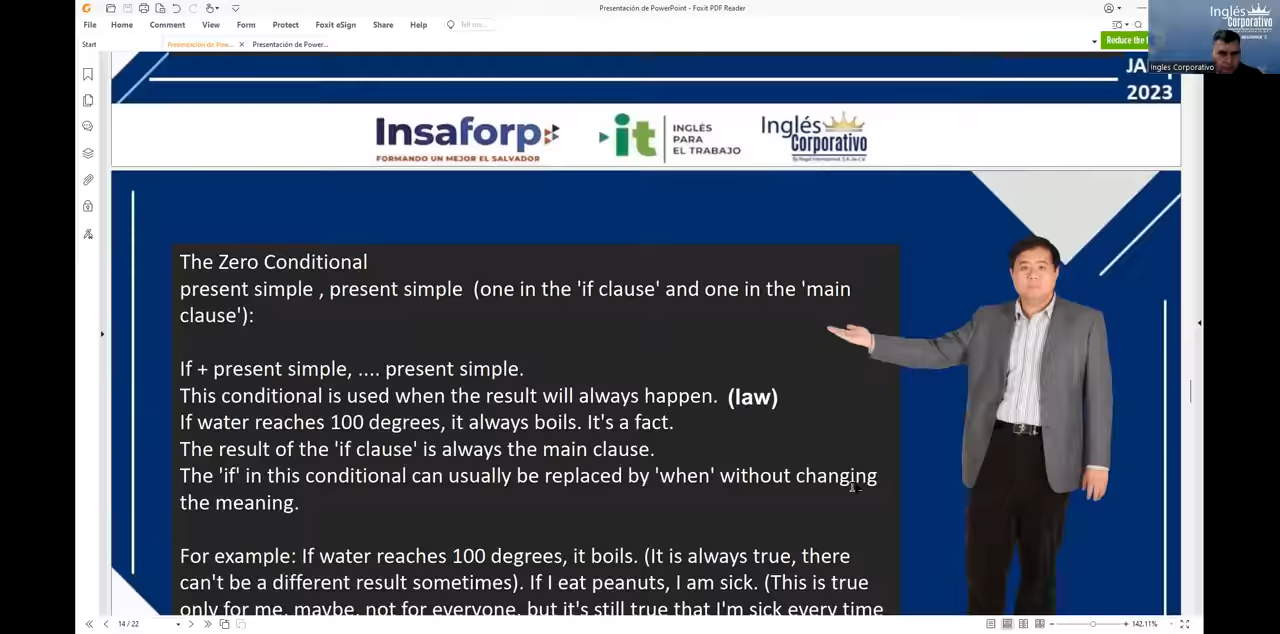 Presentación de PowerPoint - Foxit PDF Reader
File Home Comment View Form Protect Foxit eSign Share Help Tell me...
Start Presentación de Pow... Presentación de Power...
Reduce the
Inglés
Corporativo
Ingles Corporativo
2023
Insaforp
FORMANDO UN MEJOR EL SALVADOR
it
INGLÉS
PARA
EL TRABAJO
Inglés
Corporativo
The Zero Conditional
present simple , present simple (one in the 'if clause' and one in the 'main
clause'):
If + present simple, .... present simple.
This conditional is used when the result will always happen. (law)
If water reaches 100 degrees, it always boils. It's a fact.
The result of the 'if clause' is always the main clause.
The 'if' in this conditional can usually be replaced by 'when' without changing
the meaning.
For example: If water reaches 100 degrees, it boils. (It is always true, there
can't be a different result sometimes). If I eat peanuts, I am sick. (This is true
only for me, maybe, not for everyone, but it's still true that I'm sick every time
14 / 22
142.11%